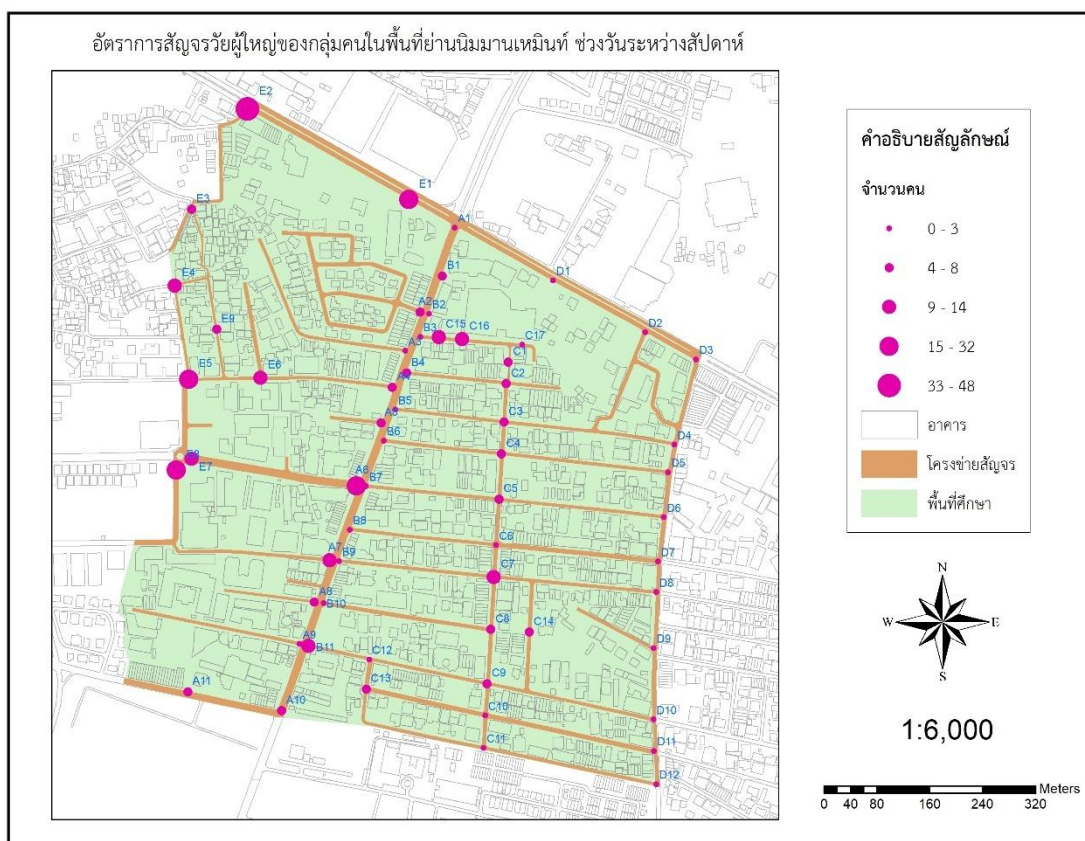 อัตราการสัญจรวัยผู้ใหญ่ของกลุ่มคนในพื้นที่ย่านนิมมานเหมินท์ ช่วงวันระหว่างสัปดาห์
E2
E1
E3
A1
B1
D1
E4
A2 B2
E9
B3 C15 C16 C17
D2
A3
C1
D3
B4
C2
E5
E6
A4
B5
C3
A5
B6
C4
D4
D5
E8
E7
A6
B7
C5
D6
B8
C6
A7 B9
D7
C7
D8
A8
B10
C8 C14
A9
B11
C12
D9
C13
C9
A11
A10
C10
D10
C11
D11
D12
คำอธิบายสัญลักษณ์
จำนวนคน
0 - 3
4 - 8
9 - 14
15 - 32
33 - 48
อาคาร
โครงข่ายสัญจร
พื้นที่ศึกษา
N
W E
S
1:6,000
Meters
0 40 80 160 240 320